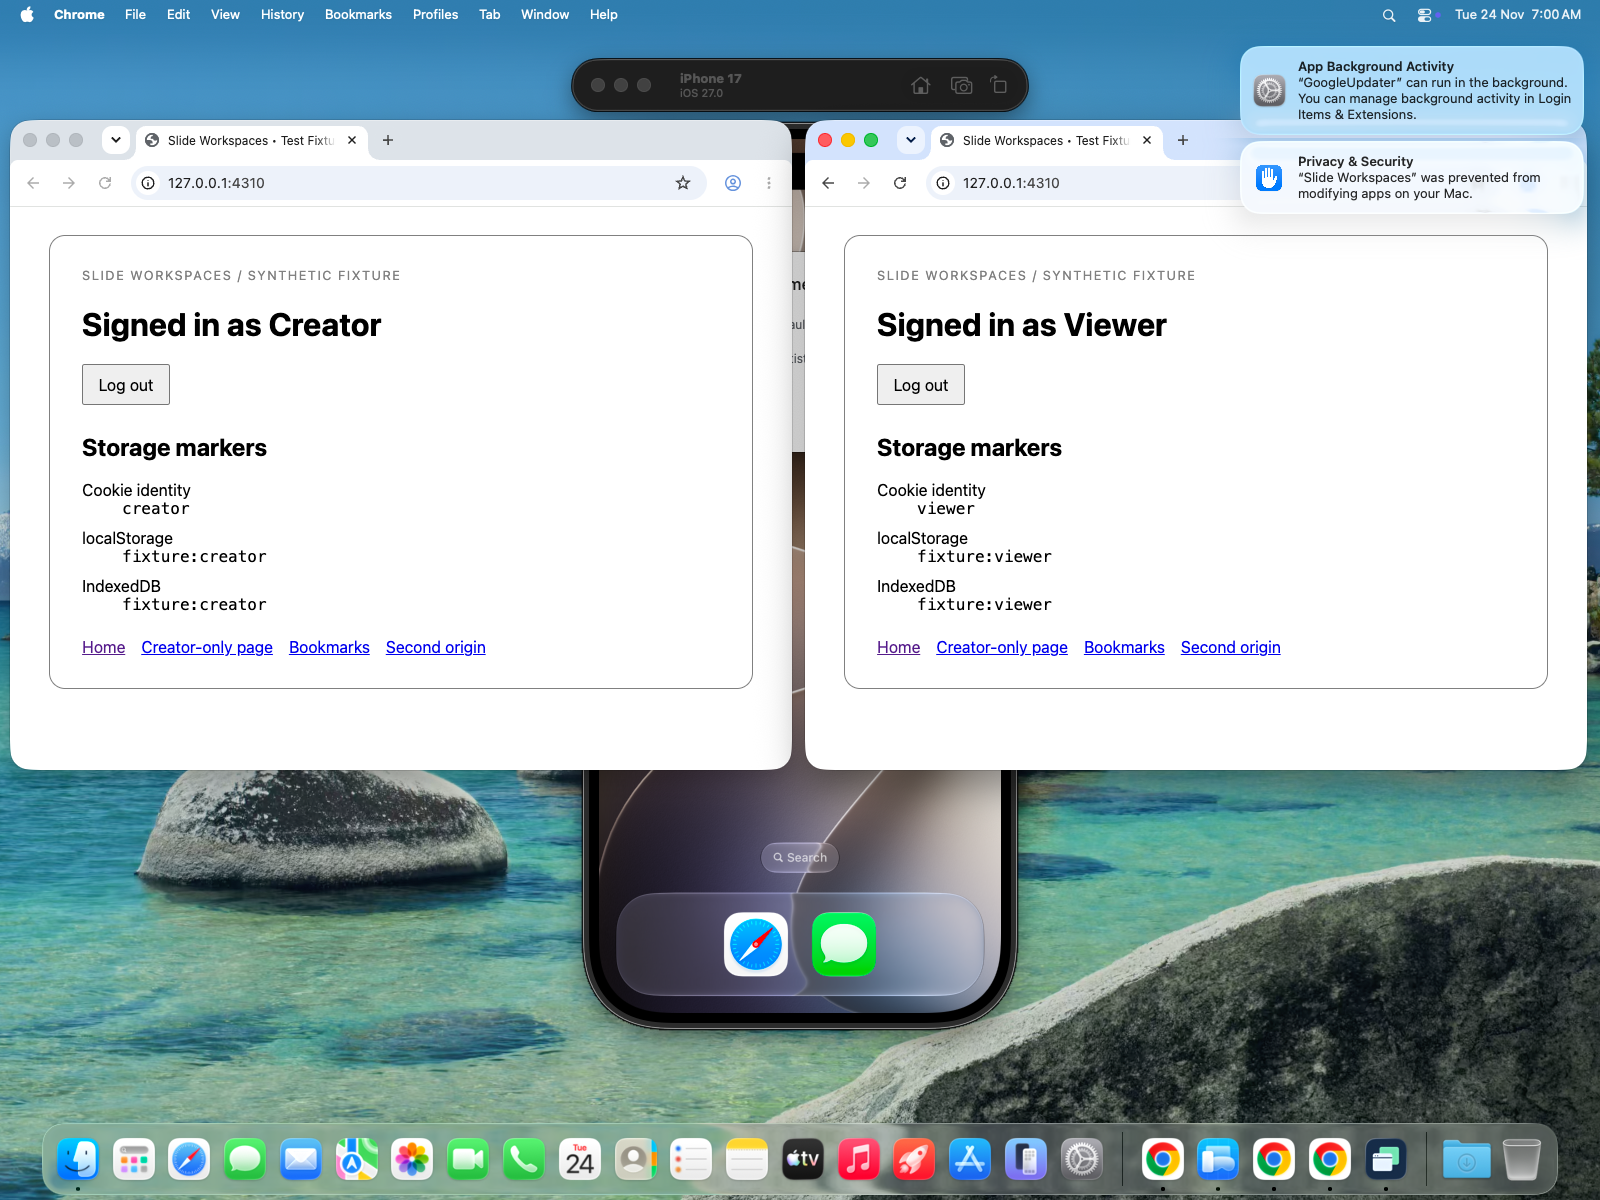 Chrome File Edit View History Bookmarks Profiles Tab Window Help
Tue 24 Nov 7:00 AM
App Background Activity
“GoogleUpdater” can run in the background.
You can manage background activity in Login
Items & Extensions.
Privacy & Security
“Slide Workspaces” was prevented from
modifying apps on your Mac.
iPhone 17
iOS 27.0
Slide Workspaces • Test Fixtu
127.0.0.1:4310
SLIDE WORKSPACES / SYNTHETIC FIXTURE
Signed in as Creator
Log out
Storage markers
Cookie identity
creator
localStorage
fixture:creator
IndexedDB
fixture:creator
Home Creator-only page Bookmarks Second origin
Slide Workspaces • Test Fixtu
127.0.0.1:4310
SLIDE WORKSPACES / SYNTHETIC FIXTURE
Signed in as Viewer
Log out
Storage markers
Cookie identity
viewer
localStorage
fixture:viewer
IndexedDB
fixture:viewer
Home Creator-only page Bookmarks Second origin
Search
Tue
24
tv